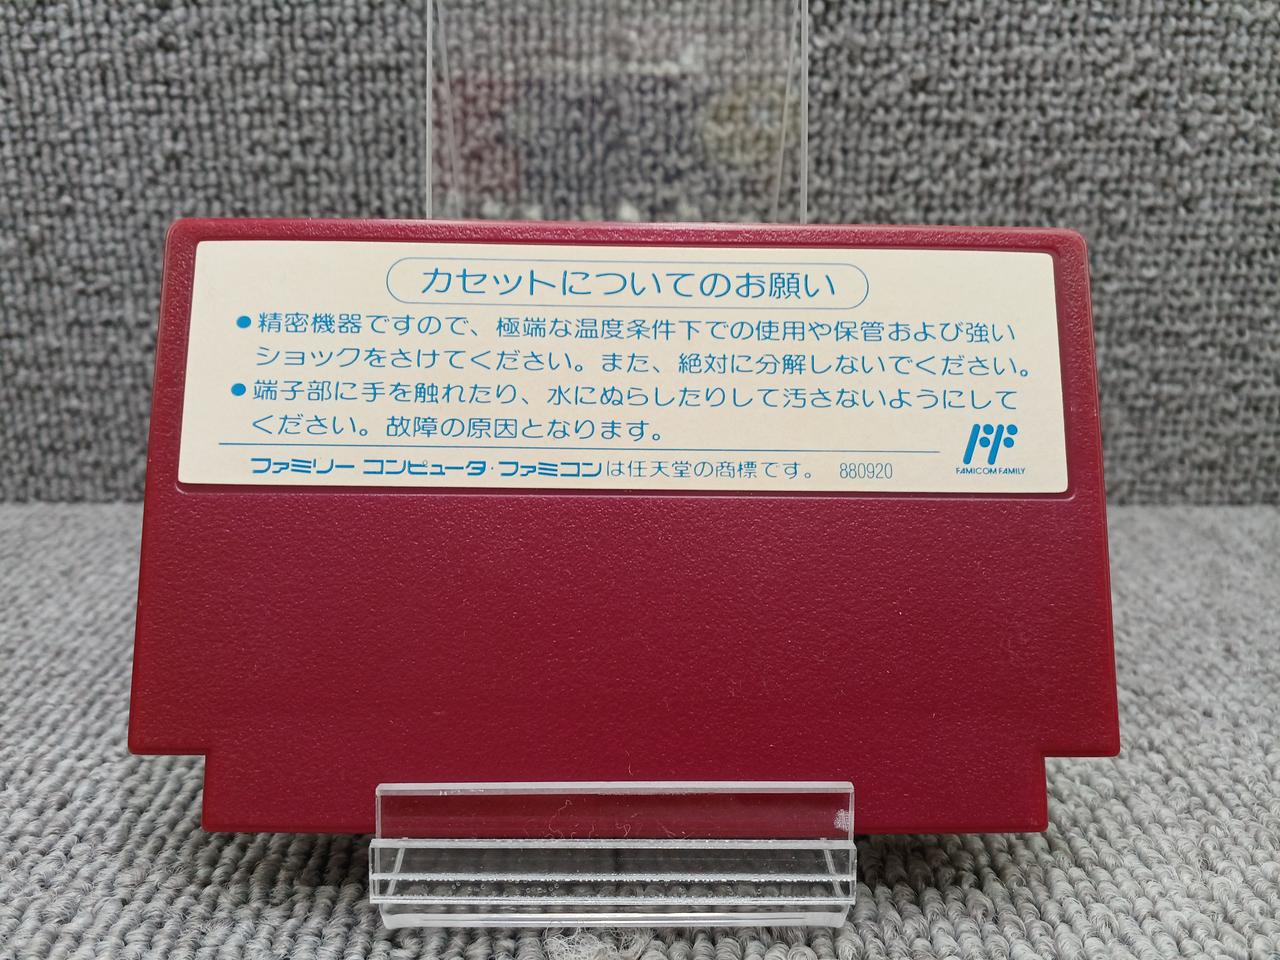 カセットについてのお願い
●精密機器ですので、極端な温度条件下での使用や保管および強い
ショックをさけてください。また、絶対に分解しないでください。
●端子部に手を触れたり、水にぬらしたりして汚さないようにして
ください。故障の原因となります。
ファミリー コンピュータ・ファミコンは任天堂の商標です。 880920
FAMICOM FAMILY